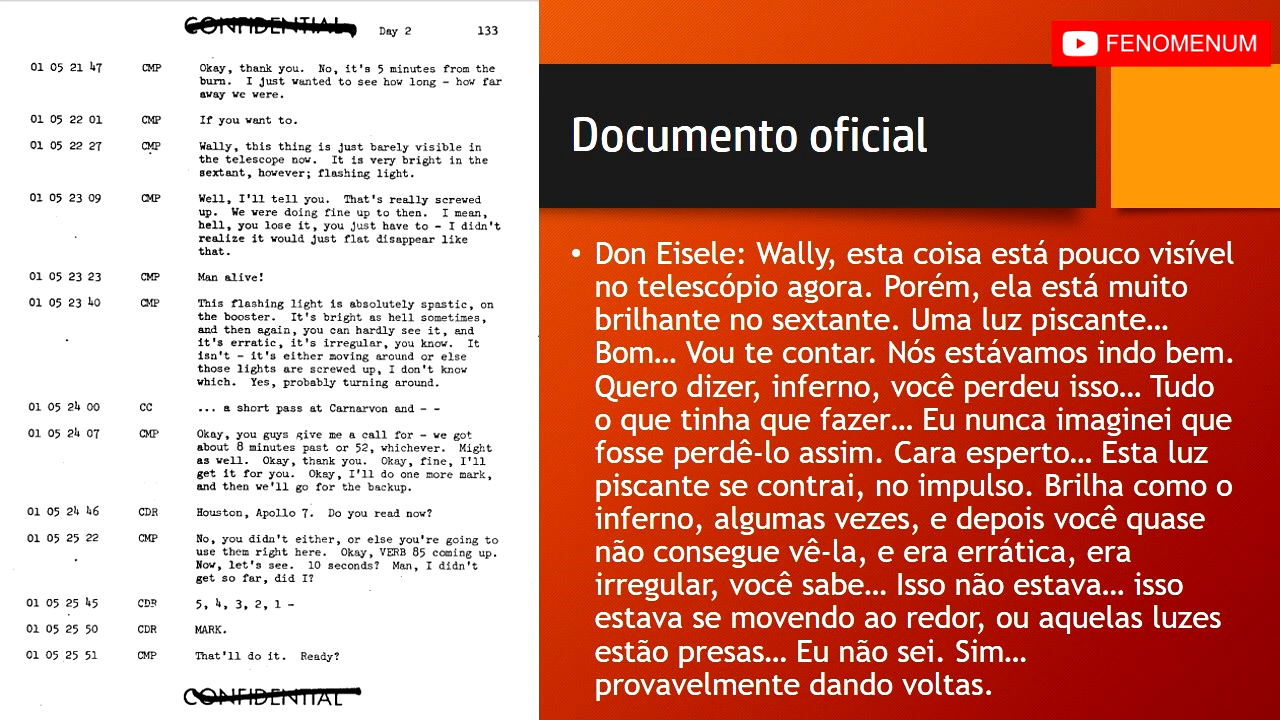 CONFIDENTIAL
Day 2 133
01 05 21 47 CMP Okay, thank you. No, it's 5 minutes from the
burn. I just wanted to see how long - how far
away we were.
01 05 22 01 CMP If you want to.
01 05 22 27 CMP Wally, this thing is just barely visible in
the telescope now. It is very bright in the
sextant, however; flashing light.
01 05 23 09 CMP Well, I'll tell you. That's really screwed
up. We were doing fine up to then. I mean,
hell, you lose it, you just have to - I didn't
realize it would just flat disappear like
that.
01 05 23 23 CMP Man alive!
01 05 23 40 CMP This flashing light is absolutely spastic, on
the booster. It's bright as hell sometimes,
and then again, you can hardly see it, and
it's erratic, it's irregular, you know. It
isn't - it's either moving around or else
those lights are screwed up, I don't know
which. Yes, probably turning around.
01 05 24 00 CC ... a short pass at Carnarvon and - -
01 05 24 07 CMP Okay, you guys give me a call for - we got
about 8 minutes past or 52, whichever. Might
as well. Okay, thank you. Okay, fine, I'll
get it for you. Okay, I'll do one more mark,
and then we'll go for the backup.
01 05 24 46 CDR Houston, Apollo 7. Do you read now?
01 05 25 22 CMP No, you didn't either, or else you're going to
use them right here. Okay, VERB 85 coming up.
Now, let's see. 10 seconds? Man, I didn't
get so far, did I?
01 05 25 45 CDR 5, 4, 3, 2, 1 -
01 05 25 50 CDR MARK.
01 05 25 51 CMP That'll do it. Ready?
CONFIDENTIAL
FENOMENUM
Documento oficial
• Don Eisele: Wally, esta coisa está pouco visível
no telescópio agora. Porém, ela está muito
brilhante no sextante. Uma luz piscante...
Bom... Vou te contar. Nós estávamos indo bem.
Quero dizer, inferno, você perdeu isso... Tudo
o que tinha que fazer... Eu nunca imaginei que
fosse perdê-lo assim. Cara esperto... Esta luz
piscante se contrai, no impulso. Brilha como o
inferno, algumas vezes, e depois você quase
não consegue vê-la, e era errática, era
irregular, você sabe... Isso não estava... isso
estava se movendo ao redor, ou aquelas luzes
estão presas... Eu não sei. Sim...
provavelmente dando voltas.